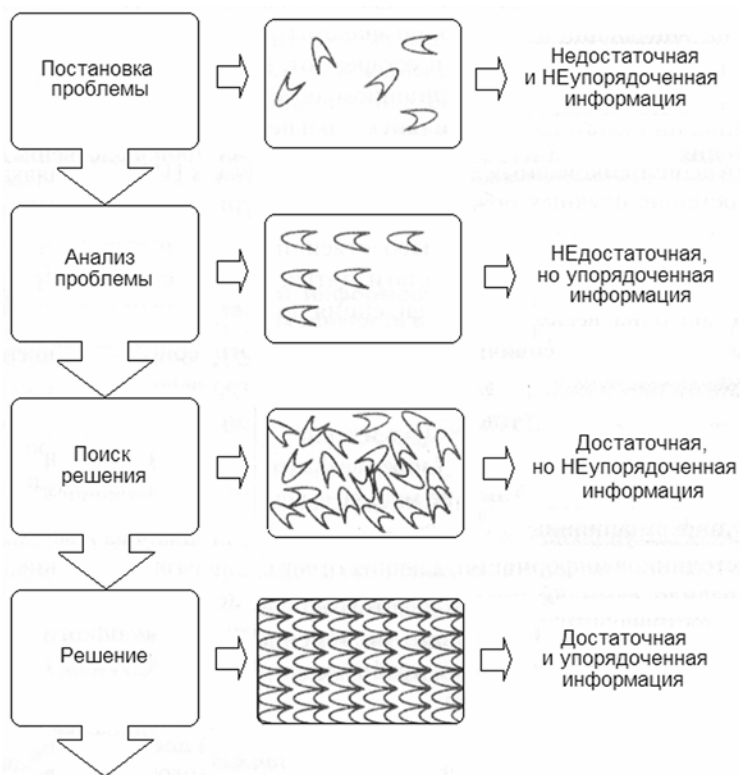 Постановка
проблемы
Недостаточная
и НЕупорядоченная
информация
Анализ
проблемы
НЕдостаточная,
но упорядоченная
информация
Поиск
решения
Достаточная,
но НЕупорядоченная
информация
Решение
Достаточная
и упорядоченная
информация